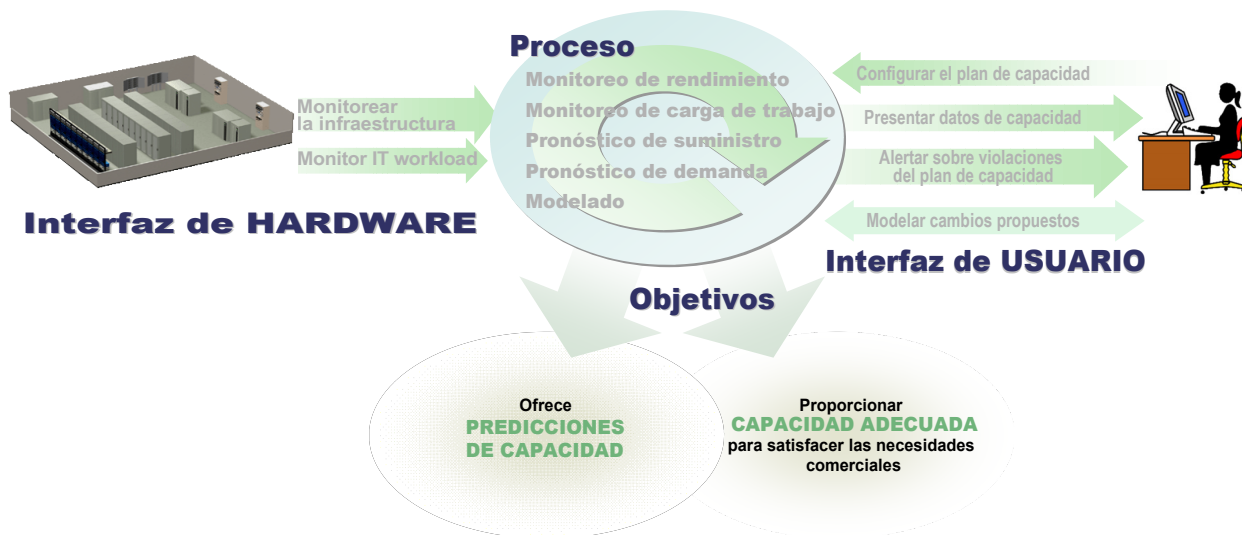 Proceso
Monitoreo de rendimiento
Monitoreo de carga de trabajo
Pronóstico de suministro
Pronóstico de demanda
Modelado
Monitorear
la infraestructura
Monitor IT workload
Interfaz de HARDWARE
Configurar el plan de capacidad
Presentar datos de capacidad
Alertar sobre violaciones
del plan de capacidad
Modelar cambios propuestos
Interfaz de USUARIO
Objetivos
Ofrece
PREDICCIONES
DE CAPACIDAD
Proporcionar
CAPACIDAD ADECUADA
para satisfacer las necesidades
comerciales